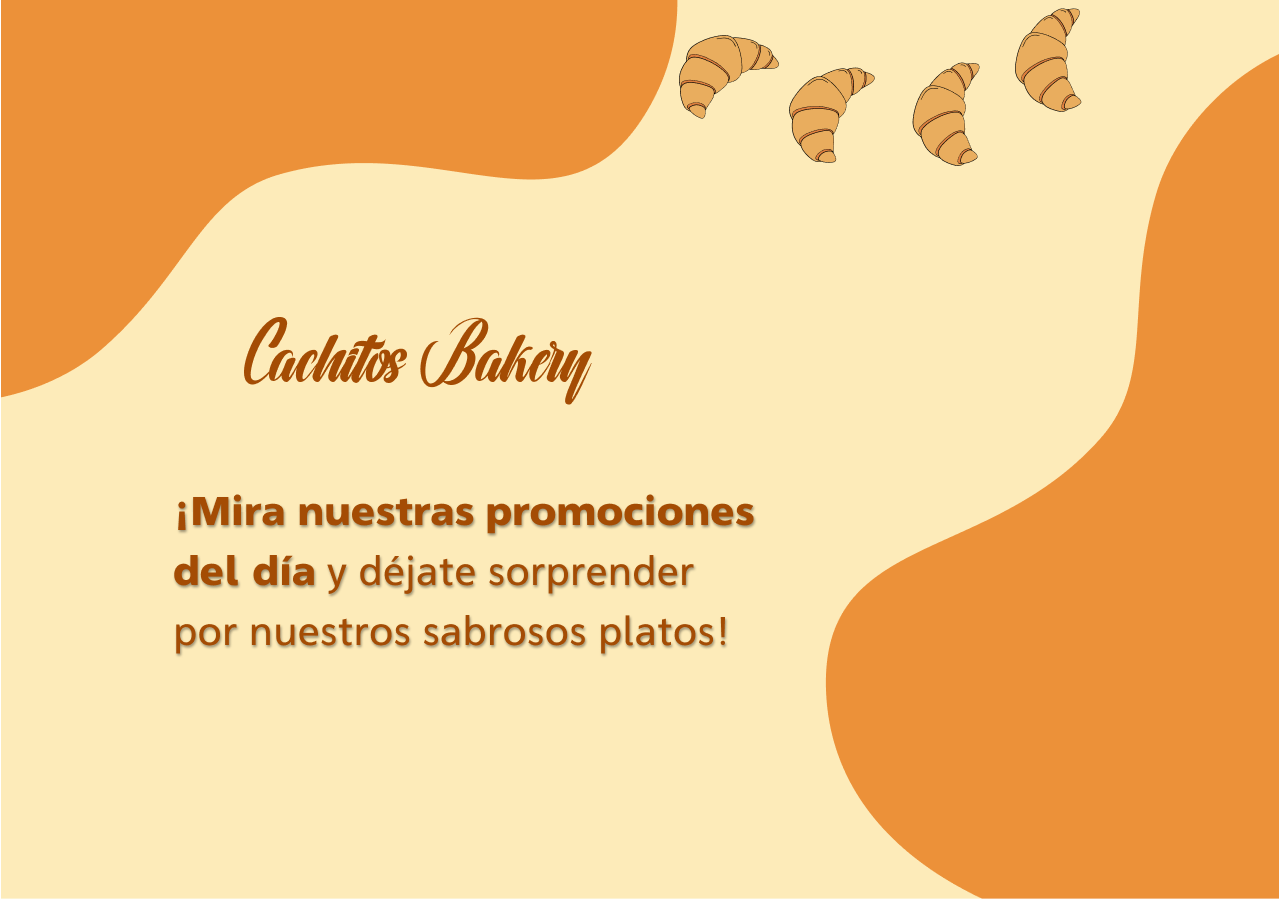 Cachitos Bakery
¡Mira nuestras promociones
del día y déjate sorprender
por nuestros sabrosos platos!